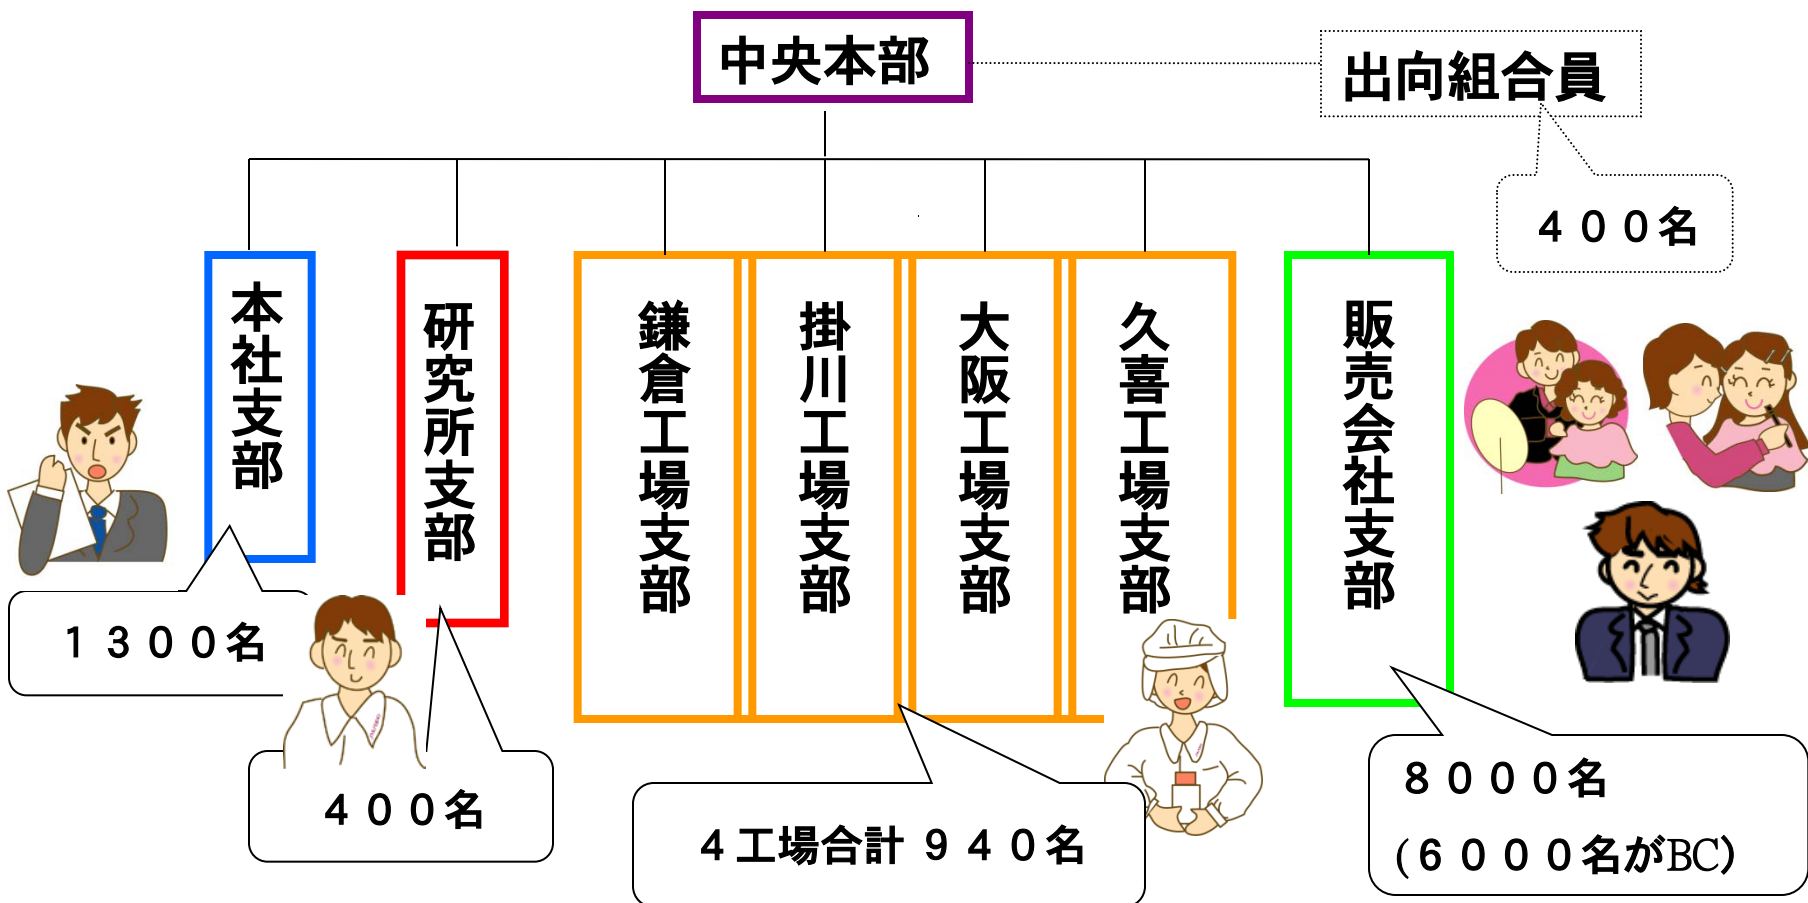 中央本部
出向組合員
４００名
本社支部
研究所支部
鎌倉工場支部
掛川工場支部
大阪工場支部
久喜工場支部
販売会社支部
１３００名
４００名
４工場合計９４０名
８０００名
(６０００名がBC)